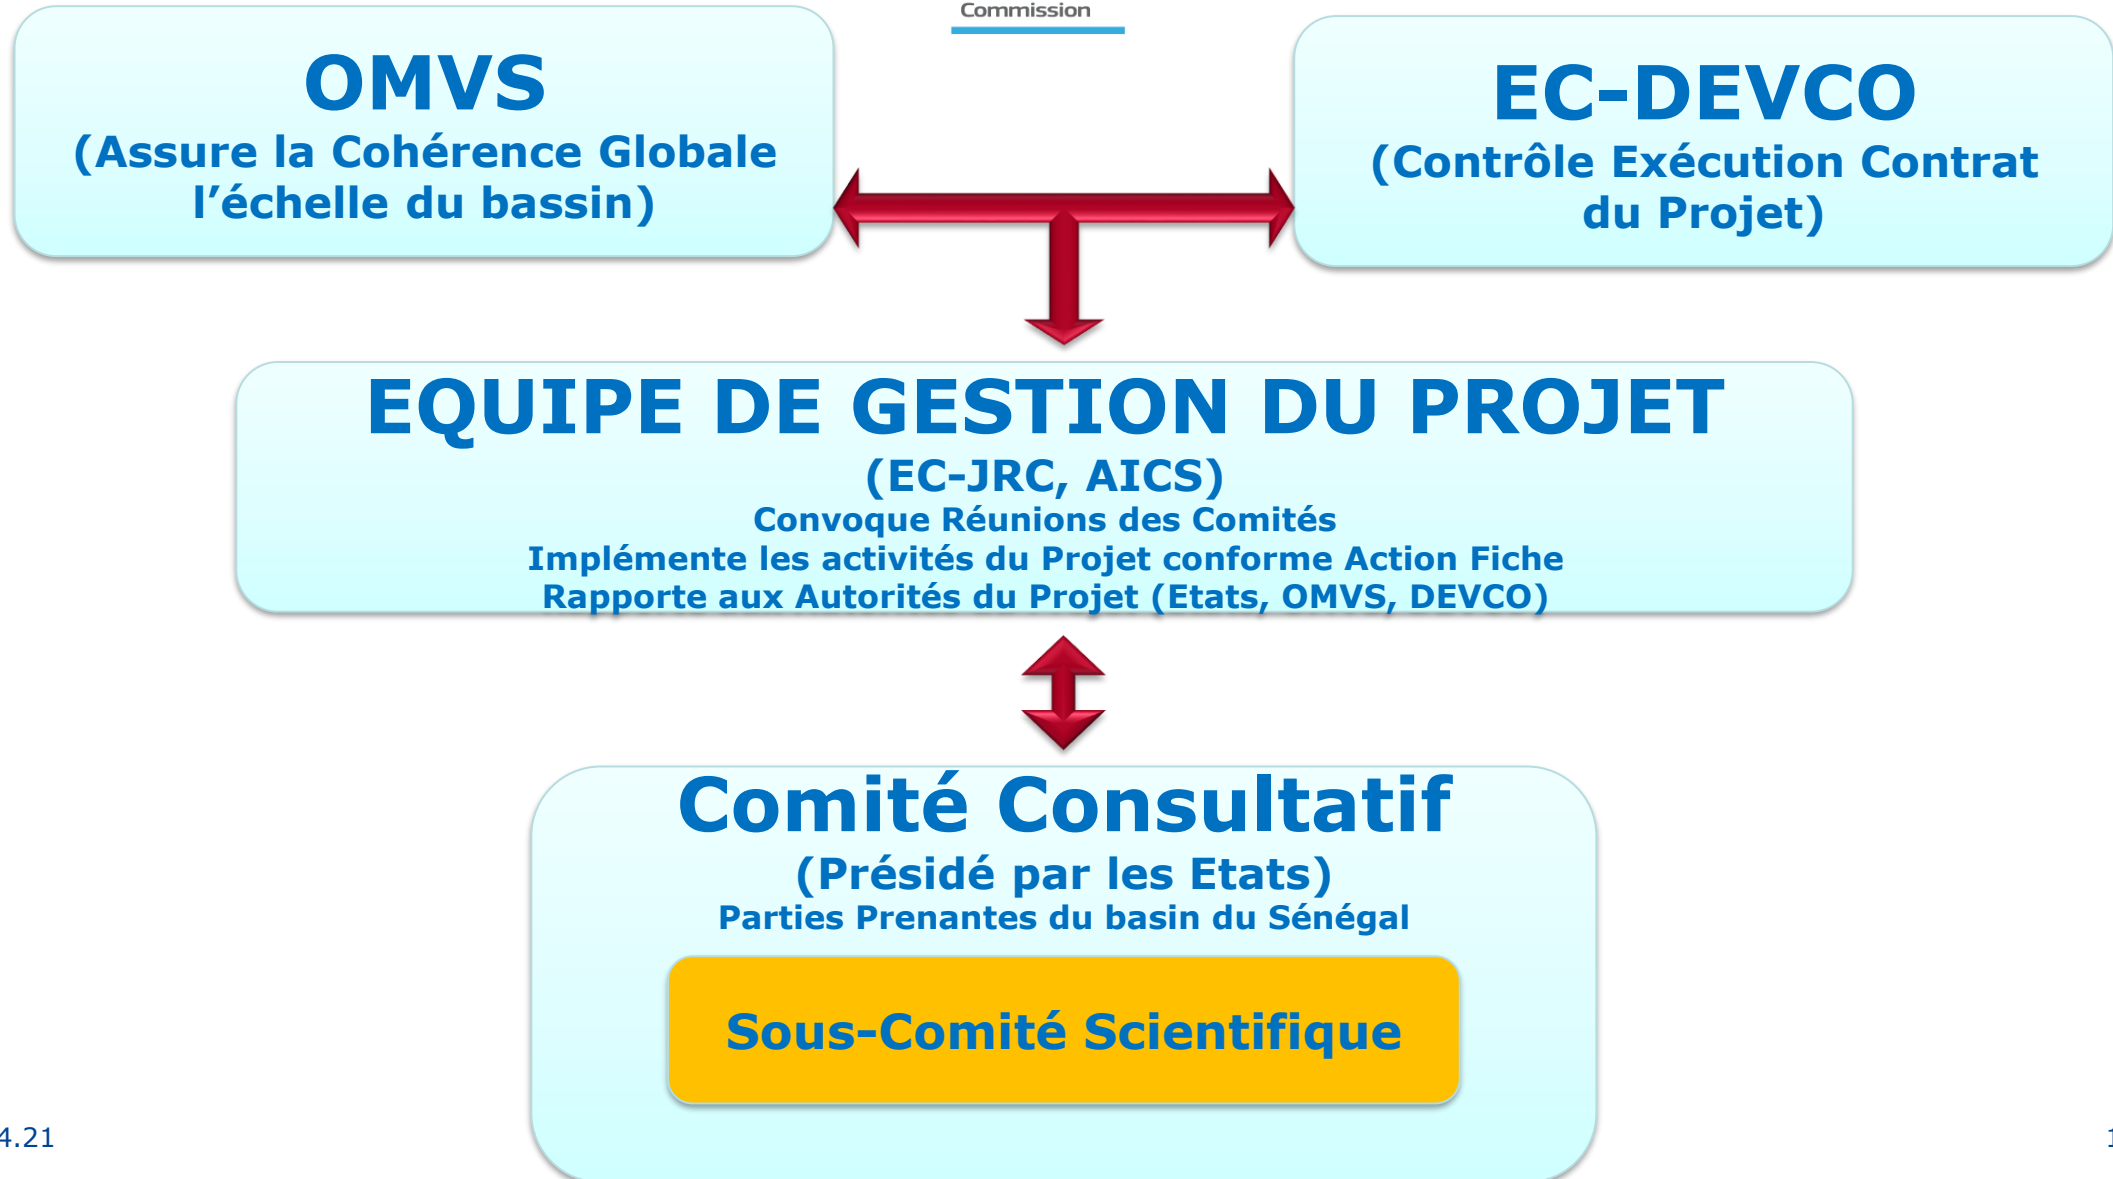 Commission
OMVS
(Assure la Cohérence Globale
l’échelle du bassin)
EC-DEVCO
(Contrôle Exécution Contrat
du Projet)
EQUIPE DE GESTION DU PROJET
(EC-JRC, AICS)
Convoque Réunions des Comités
Implémente les activités du Projet conforme Action Fiche
Rapporte aux Autorités du Projet (Etats, OMVS, DEVCO)
Comité Consultatif
(Présidé par les Etats)
Parties Prenantes du basin du Sénégal
Sous-Comité Scientifique
4.21